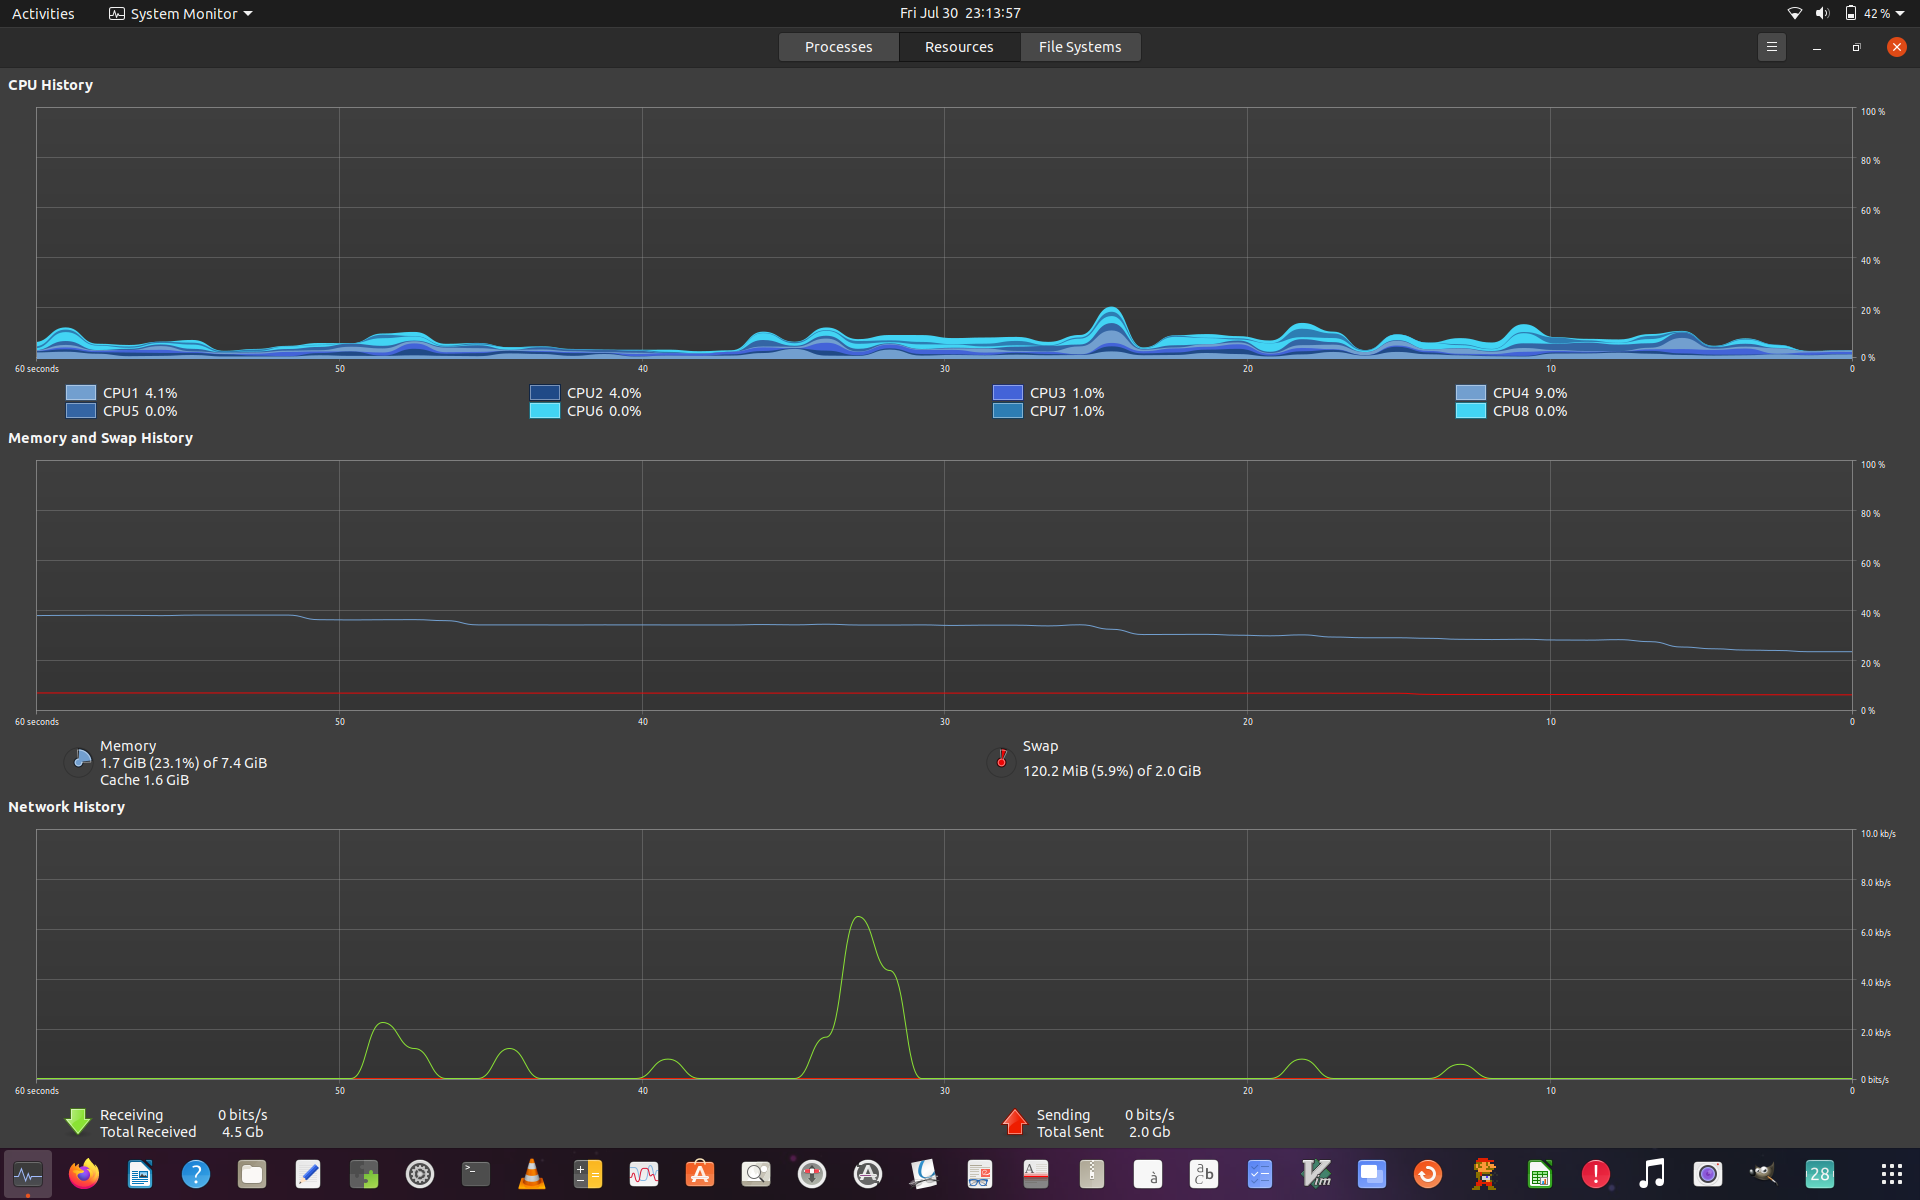 Activities System Monitor Fri Jul 30 23:13:57 42 %
Processes Resources File Systems
CPU History
100 %
80 %
60 %
40 %
20 %
0 %
60 seconds 50 40 30 20 10 0
CPU1 4.1% CPU2 4.0% CPU3 1.0% CPU4 9.0%
CPU5 0.0% CPU6 0.0% CPU7 1.0% CPU8 0.0%
Memory and Swap History
100 %
80 %
60 %
40 %
20 %
0 %
60 seconds 50 40 30 20 10 0
Memory
1.7 GiB (23.1%) of 7.4 GiB
Cache 1.6 GiB
Swap
120.2 MiB (5.9%) of 2.0 GiB
Network History
10.0 kb/s
8.0 kb/s
6.0 kb/s
4.0 kb/s
2.0 kb/s
0 bits/s
60 seconds 50 40 30 20 10 0
Receiving 0 bits/s Sending 0 bits/s
Total Received 4.5 Gb Total Sent 2.0 Gb
? >_ A A à a b c Vim ! 28